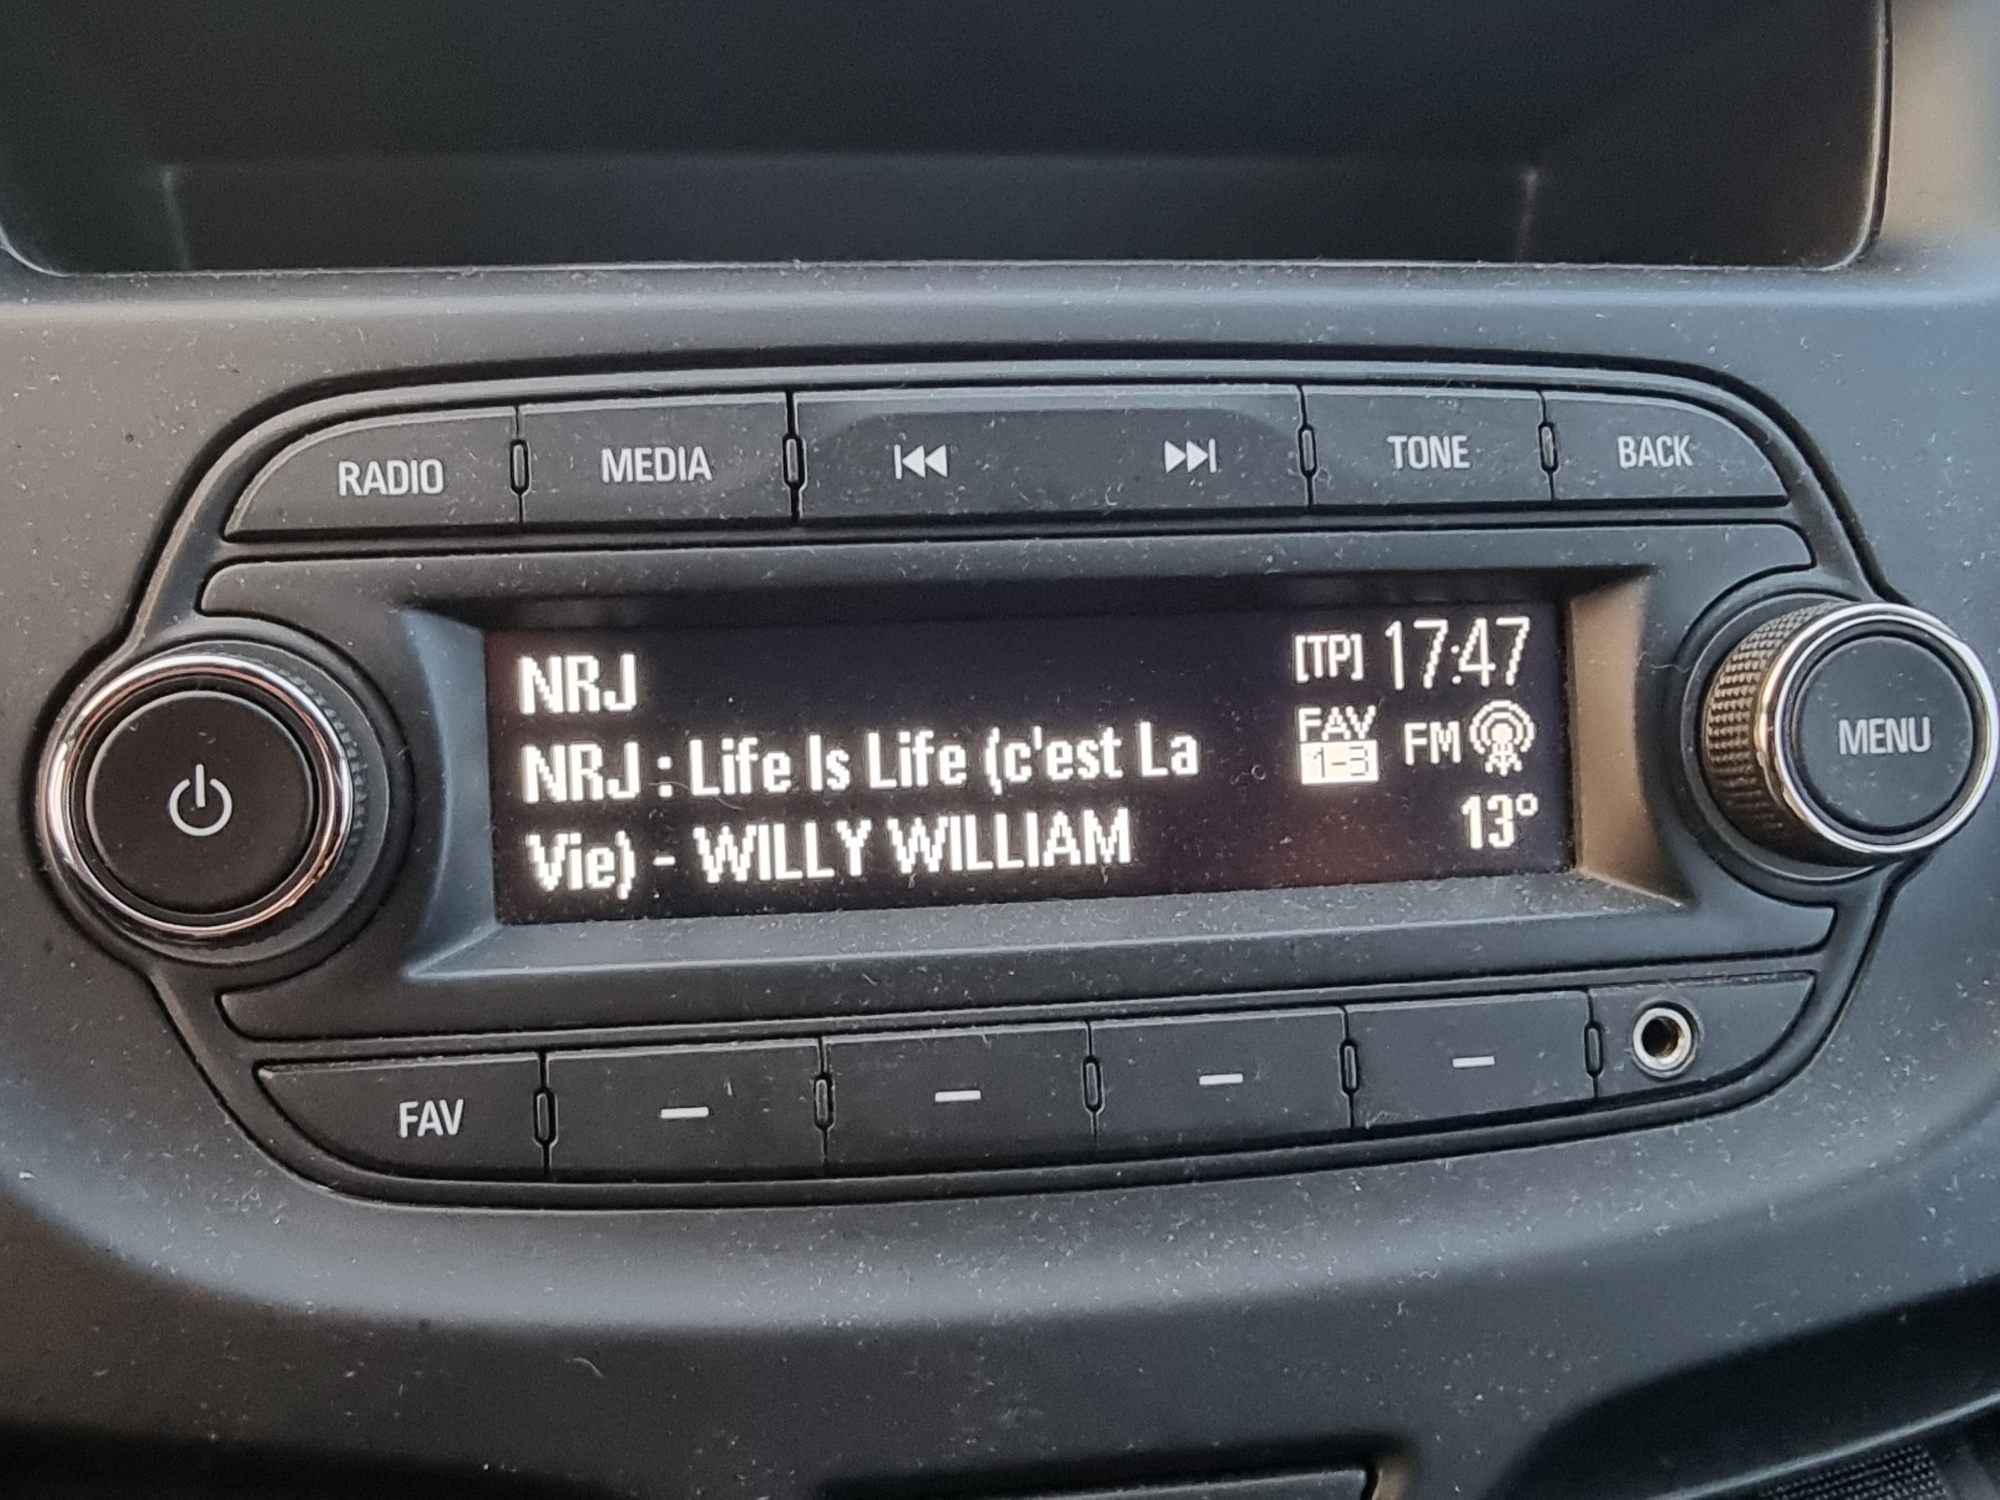 RADIO MEDIA TONE BACK
NRJ [TP] 17:47
NRJ : Life Is Life (c'est La FAV 1-3 FM
Vie) - WILLY WILLIAM 13°
MENU
FAV — — — —